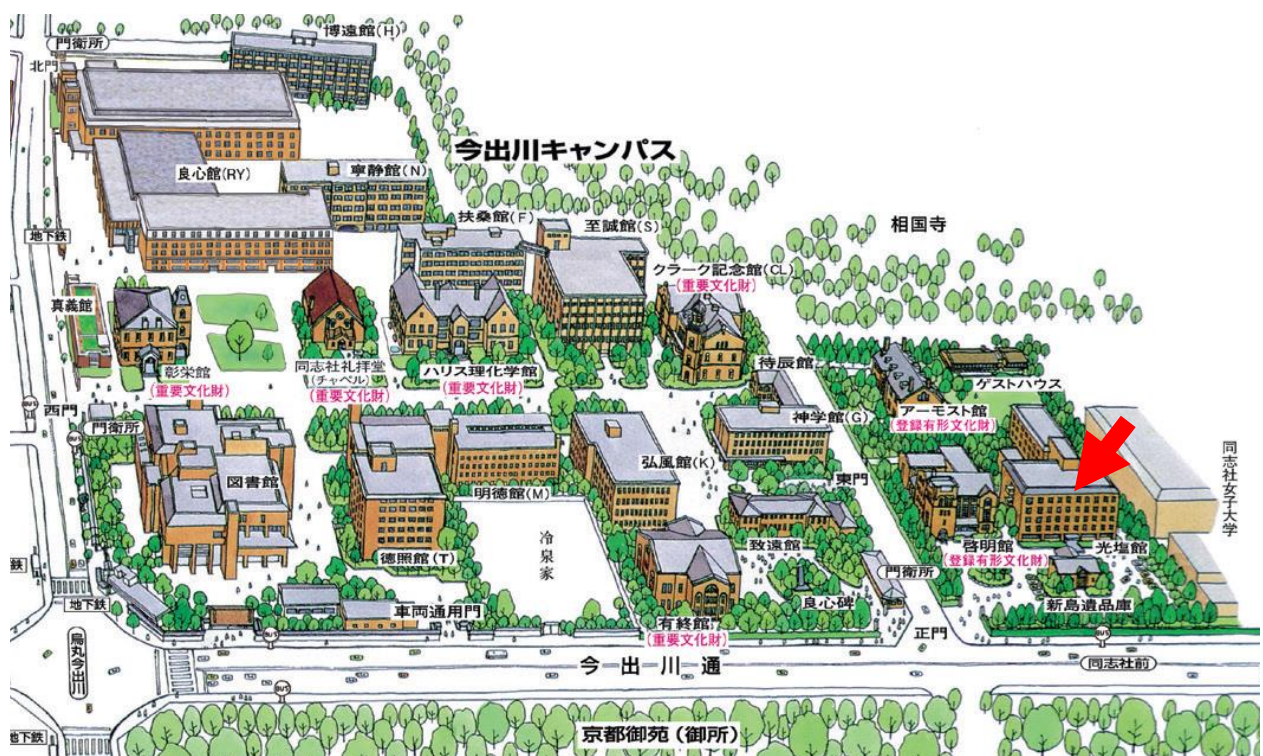 博遠館(H)
門衛所
北門
今出川キャンパス
良心館(RY)
寧静館(N)
扶桑館(F)
至誠館(S)
相国寺
地下鉄
クラーク記念館(CL)
(重要文化財)
真義館
彰栄館
(重要文化財)
同志社礼拝堂
(チャペル)
(重要文化財)
ハリス理化学館
(重要文化財)
待辰館
ゲストハウス
アーモスト館
(登録有形文化財)
神学館(G)
BUS
西門
門衛所
BUS
図書館
弘風館(K)
明徳館(M)
東門
同志社女子大学
冷泉家
致遠館
啓明館
(登録有形文化財)
光塩館
徳照館(T)
門衛所
鉄
地下鉄
車両通用門
良心碑
新島遺品庫
有終館
(重要文化財)
正門
BUS
BUS
烏丸今出川
今出川通
同志社前
BUS
地下鉄
京都御苑(御所)